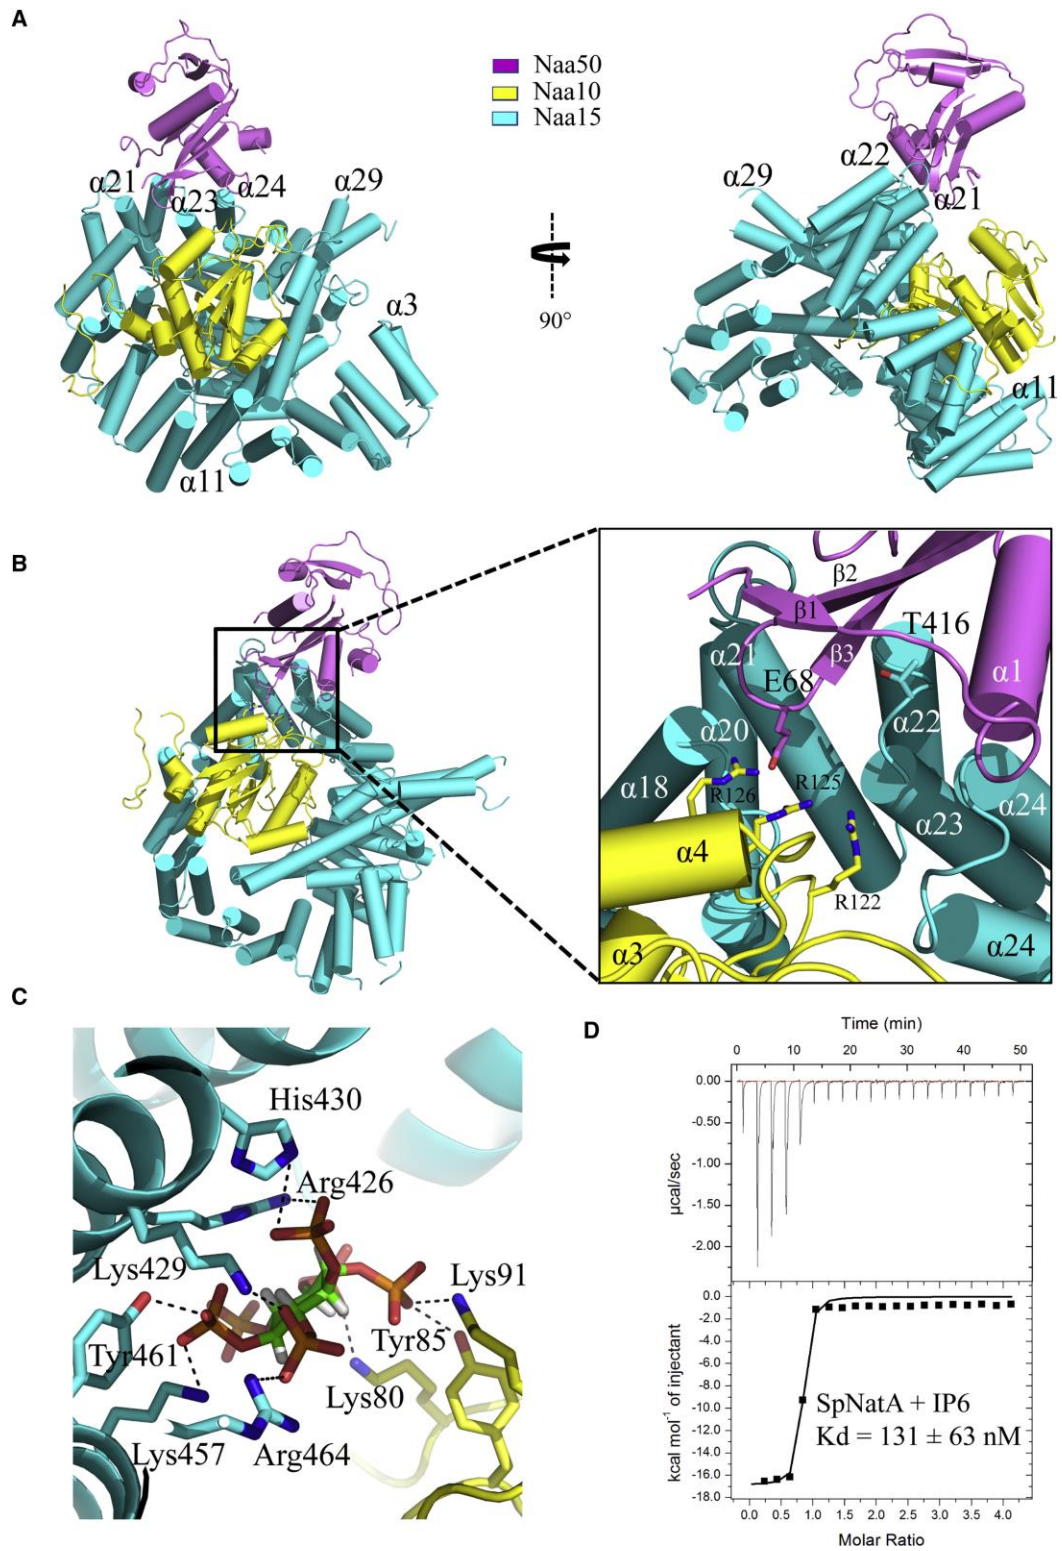 A
Naa50
Naa10
Naa15
α21
α23
α24
α29
α3
α11
90°
α22
α29
α21
α11
B
β2
β1
T416
β3
α21
α1
E68
α22
α20
α18
R126
R125
α24
α23
α4
R122
α3
α24
C
His430
Arg426
Lys429
Lys91
Tyr85
Tyr461
Lys80
Lys457
Arg464
D
Time (min)
0 10 20 30 40 50
0.00
-0.50
-1.00
-1.50
-2.00
µcal/sec
0.0
-2.0
-4.0
-6.0
-8.0
-10.0
-12.0
-14.0
-16.0
-18.0
kcal mol⁻¹ of injectant
SpNatA + IP6
Kd = 131 ± 63 nM
0.0 0.5 1.0 1.5 2.0 2.5 3.0 3.5 4.0
Molar Ratio